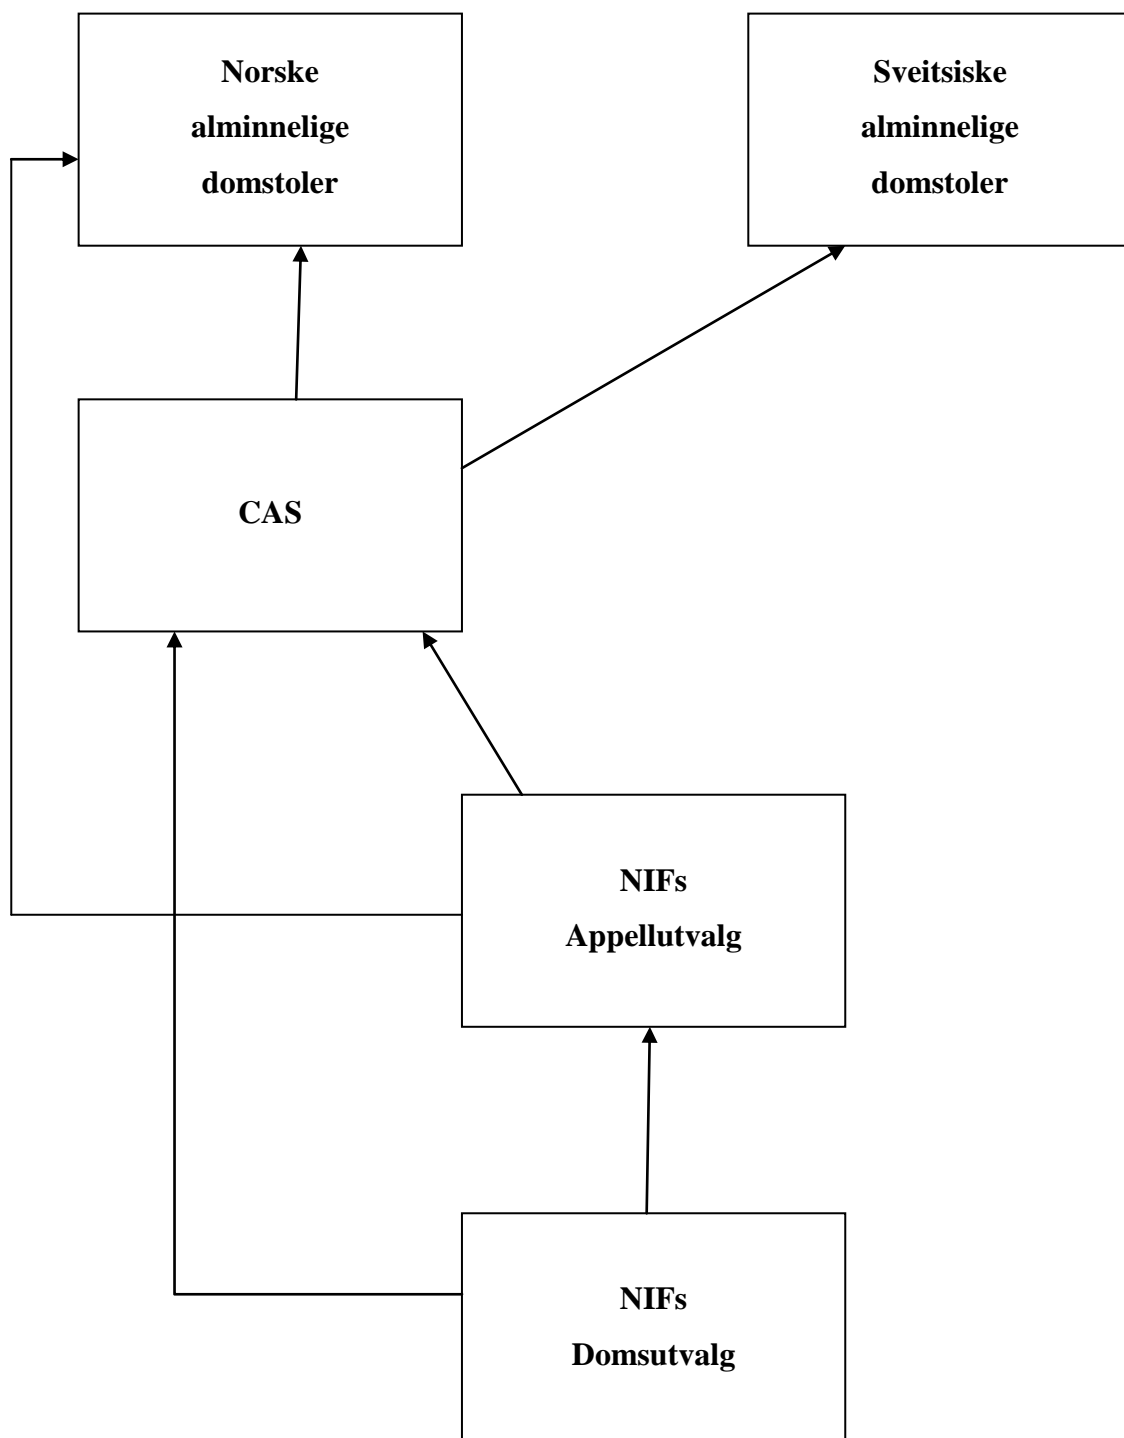 Norske
alminnelige
domstoler
Sveitsiske
alminnelige
domstoler
CAS
NIFs
Appellutvalg
NIFs
Domsutvalg